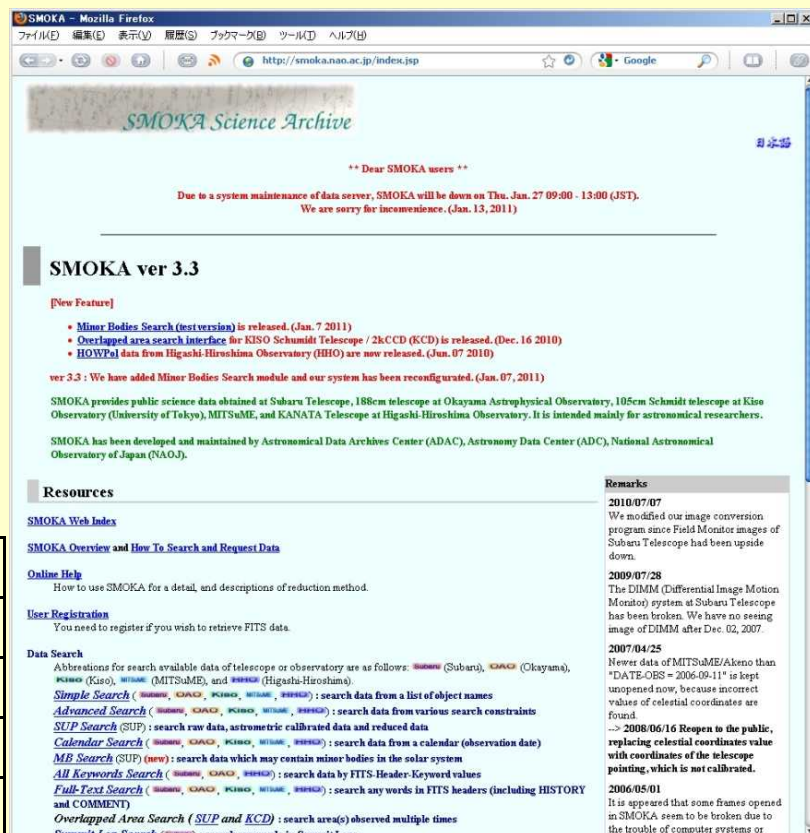 SMOKA - Mozilla Firefox
ファイル(F) 編集(E) 表示(V) 履歴(S) ブックマーク(B) ツール(T) ヘルプ(H)
http://smoka.nao.ac.jp/index.jsp
Google
SMOKA Science Archive
日本語
** Dear SMOKA users **
Due to a system maintenance of data server, SMOKA will be down on Thu. Jan. 27 09:00 - 13:00 (JST).
We are sorry for inconvenience. (Jan. 13, 2011)
SMOKA ver 3.3
[New Feature]
• Minor Bodies Search (test version) is released. (Jan. 7 2011)
• Overlapped area search interface for KISO Schumidt Telescope / 2kCCD (KCD) is released. (Dec. 16 2010)
• HOWPol data from Higashi-Hiroshima Observatory (HHO) are now released. (Jun. 07 2010)
ver 3.3 : We have added Minor Bodies Search module and our system has been reconfigurated. (Jan. 07, 2011)
SMOKA provides public science data obtained at Subaru Telescope, 188cm telescope at Okayama Astrophysical Observatory, 105cm Schmidt telescope at Kiso
Observatory (University of Tokyo), MITSuME, and KANATA Telescope at Higashi-Hiroshima Observatory. It is intended mainly for astronomical researchers.
SMOKA has been developed and maintained by Astronomical Data Archives Center (ADAC), Astronomy Data Center (ADC), National Astronomical
Observatory of Japan (NAOJ).
Resources
SMOKA Web Index
SMOKA Overview and How To Search and Request Data
Online Help
How to use SMOKA for a detail, and descriptions of reduction method.
User Registration
You need to register if you wish to retrieve FITS data.
Data Search
Abbreations for search available data of telescope or observatory are as follows: Subaru (Subaru), OAO (Okayama),
Kiso (Kiso), MITSuME (MITSuME), and HHO (Higashi-Hiroshima).
Simple Search ( Subaru, OAO, Kiso, MITSuME, HHO) : search data from a list of object names
Advanced Search ( Subaru, OAO, Kiso, MITSuME, HHO) : search data from various search constraints
SUP Search (SUP) : search raw data, astrometric calibrated data and reduced data
Calendar Search ( Subaru, OAO, Kiso, MITSuME, HHO) : search data from a calendar (observation date)
MB Search (SUP) (new) : search data which may contain minor bodies in the solar system
All Keywords Search ( Subaru, OAO, HHO) : search data by FITS-Header-Keyword values
Full-Text Search ( Subaru, OAO, Kiso, MITSuME, HHO) : search any words in FITS headers (including HISTORY
and COMMENT)
Overlapped Area Search ( SUP and KCD) : search area(s) observed multiple times
Remarks
2010/07/07
We modified our image conversion
program since Field Monitor images of
Subaru Telescope had been upside
down.
2009/07/28
The DIMM (Differential Image Motion
Monitor) system at Subaru Telescope
has been broken. We have no seeing
image of DIMM after Dec. 02, 2007.
2007/04/25
Newer data of MITSuME/Akeno than
"DATE-OBS = 2006-09-11" is kept
unopened now, because incorrect
values of celestial coordinates are
found.
--> 2008/06/16 Reopen to the public,
replacing celestial coordinates value
with coordinates of the telescope
pointing, which is not calibrated.
2006/05/01
It is appeared that some frames opened
in SMOKA seem to be broken due to
the trouble of computer systems or